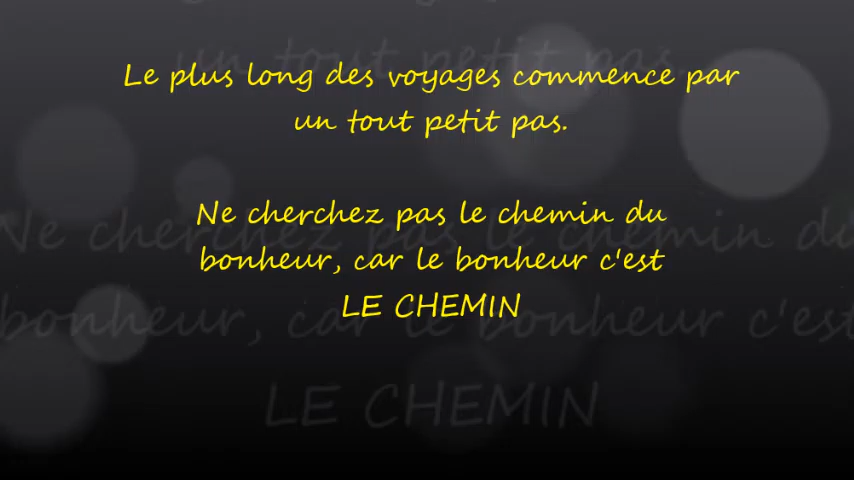 Le plus long des voyages commence par
un tout petit pas.
Ne cherchez pas le chemin du
bonheur, car le bonheur c'est
LE CHEMIN